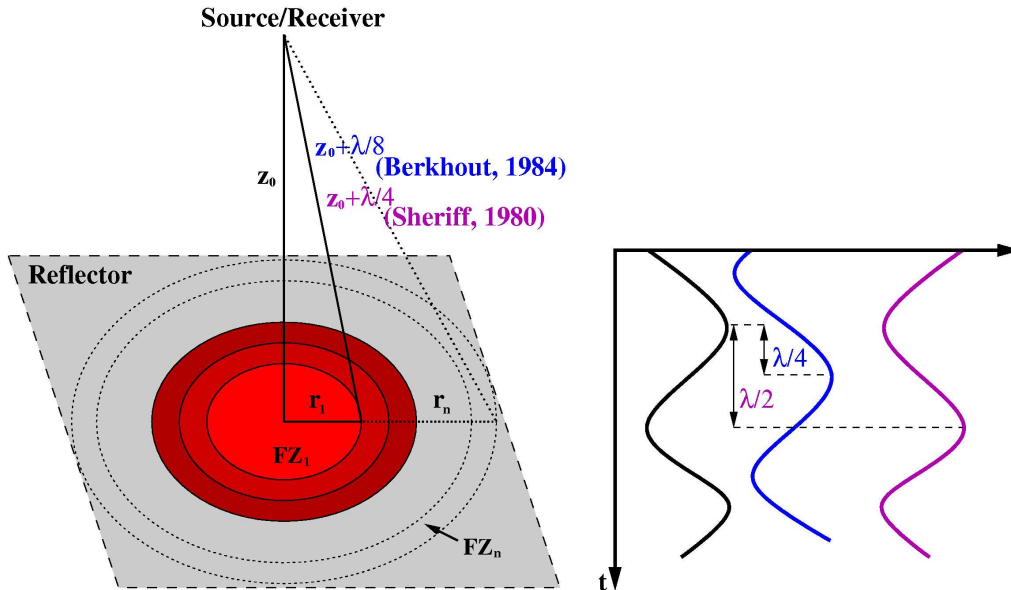 Source/Receiver
z₀+λ/8
(Berkhout, 1984)
z₀
z₀+λ/4
(Sheriff, 1980)
Reflector
r₁
rₙ
FZ₁
FZₙ
λ/4
λ/2
t